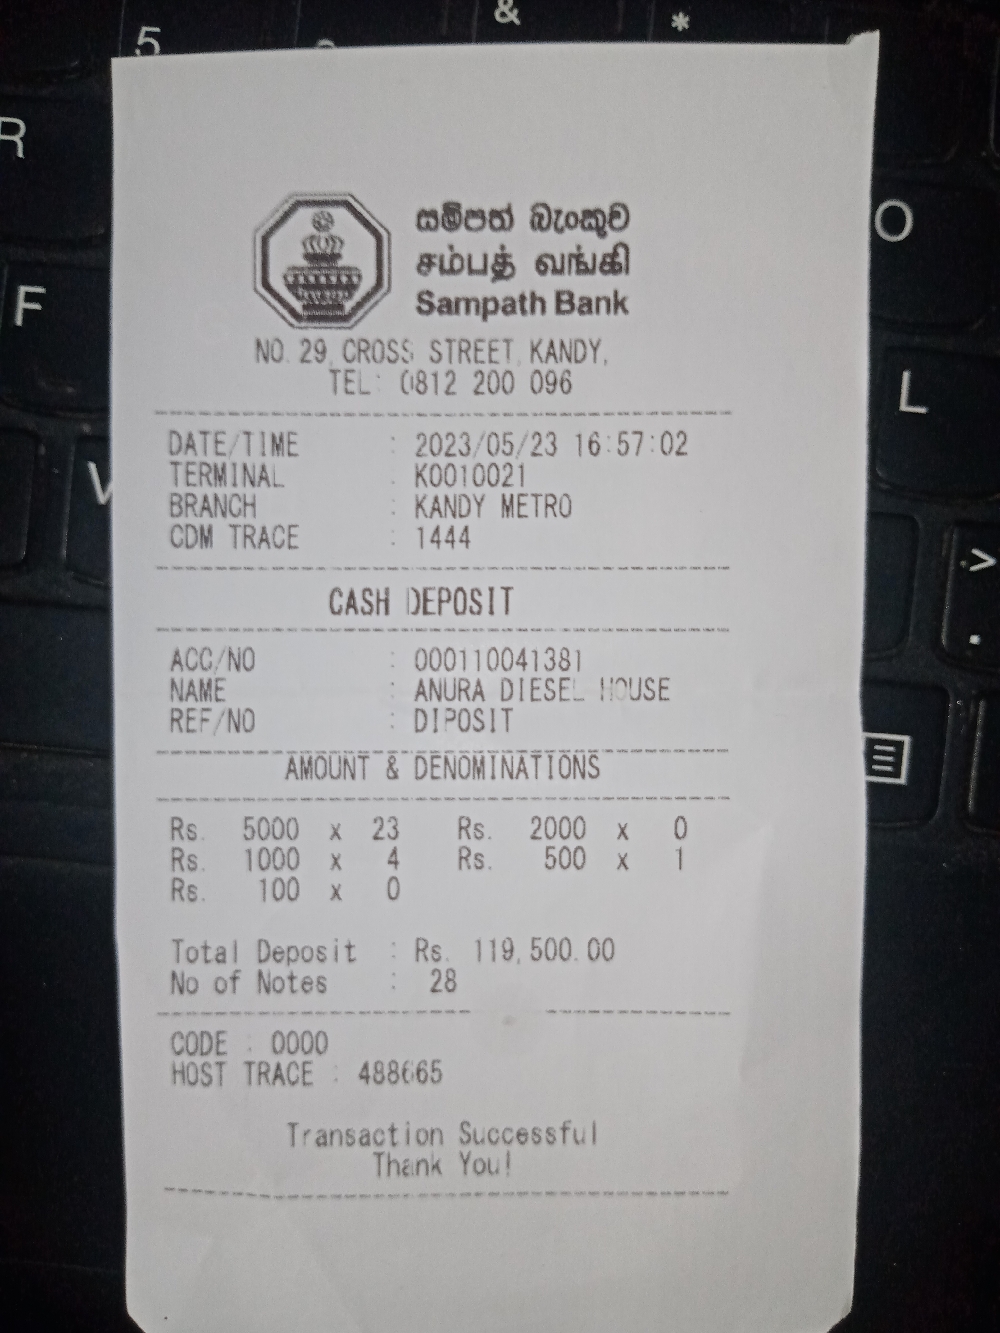 සම්පත් බැංකුව
சம்பத் வங்கி
Sampath Bank
NO. 29, CROSS STREET, KANDY,
TEL: 0812 200 096
DATE/TIME : 2023/05/23 16:57:02
TERMINAL : K0010021
BRANCH : KANDY METRO
CDM TRACE : 1444
CASH DEPOSIT
ACC/NO : 000110041381
NAME : ANURA DIESEL HOUSE
REF/NO : DIPOSIT
AMOUNT & DENOMINATIONS
Rs. 5000 x 23 Rs. 2000 x 0
Rs. 1000 x 4 Rs. 500 x 1
Rs. 100 x 0
Total Deposit : Rs. 119,500.00
No of Notes : 28
CODE : 0000
HOST TRACE : 488665
Transaction Successful
Thank You!
5
&
*
R
O
F
L
V
>
.